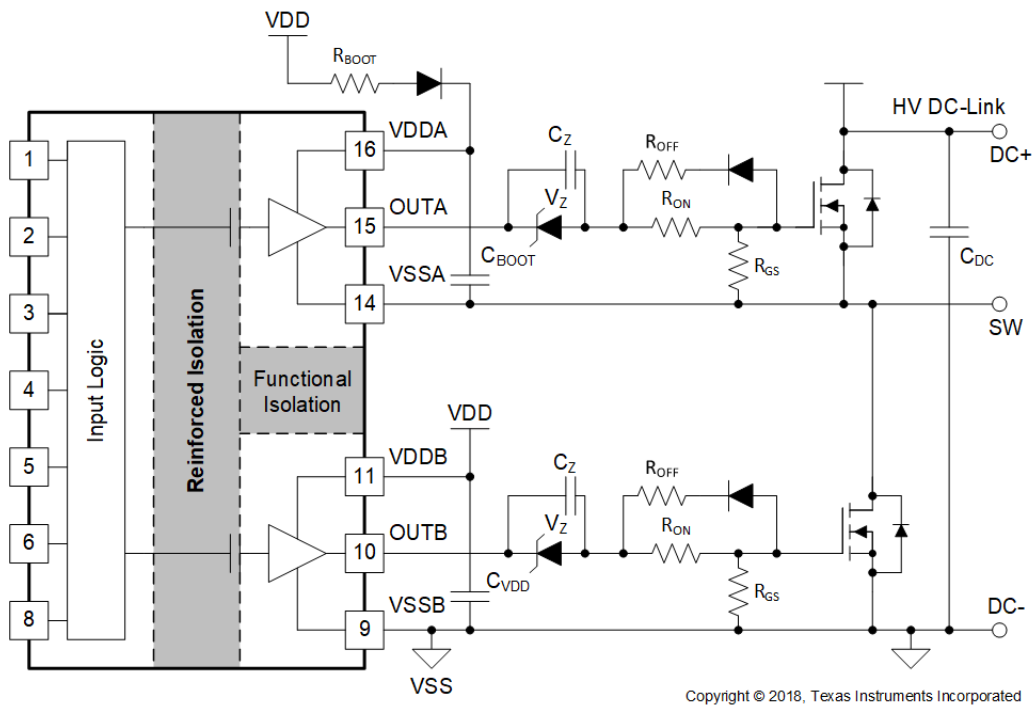 VDD
RBOOT
HV DC-Link
DC+
1
2
3
4
5
6
8
Input Logic
Reinforced Isolation
Functional
Isolation
16
VDDA
15
OUTA
14
VSSA
CBOOT
CZ
VZ
ROFF
RON
RGS
CDC
SW
VDD
11
VDDB
10
OUTB
9
VSSB
CVDD
CZ
VZ
ROFF
RON
RGS
DC-
VSS
Copyright © 2018, Texas Instruments Incorporated